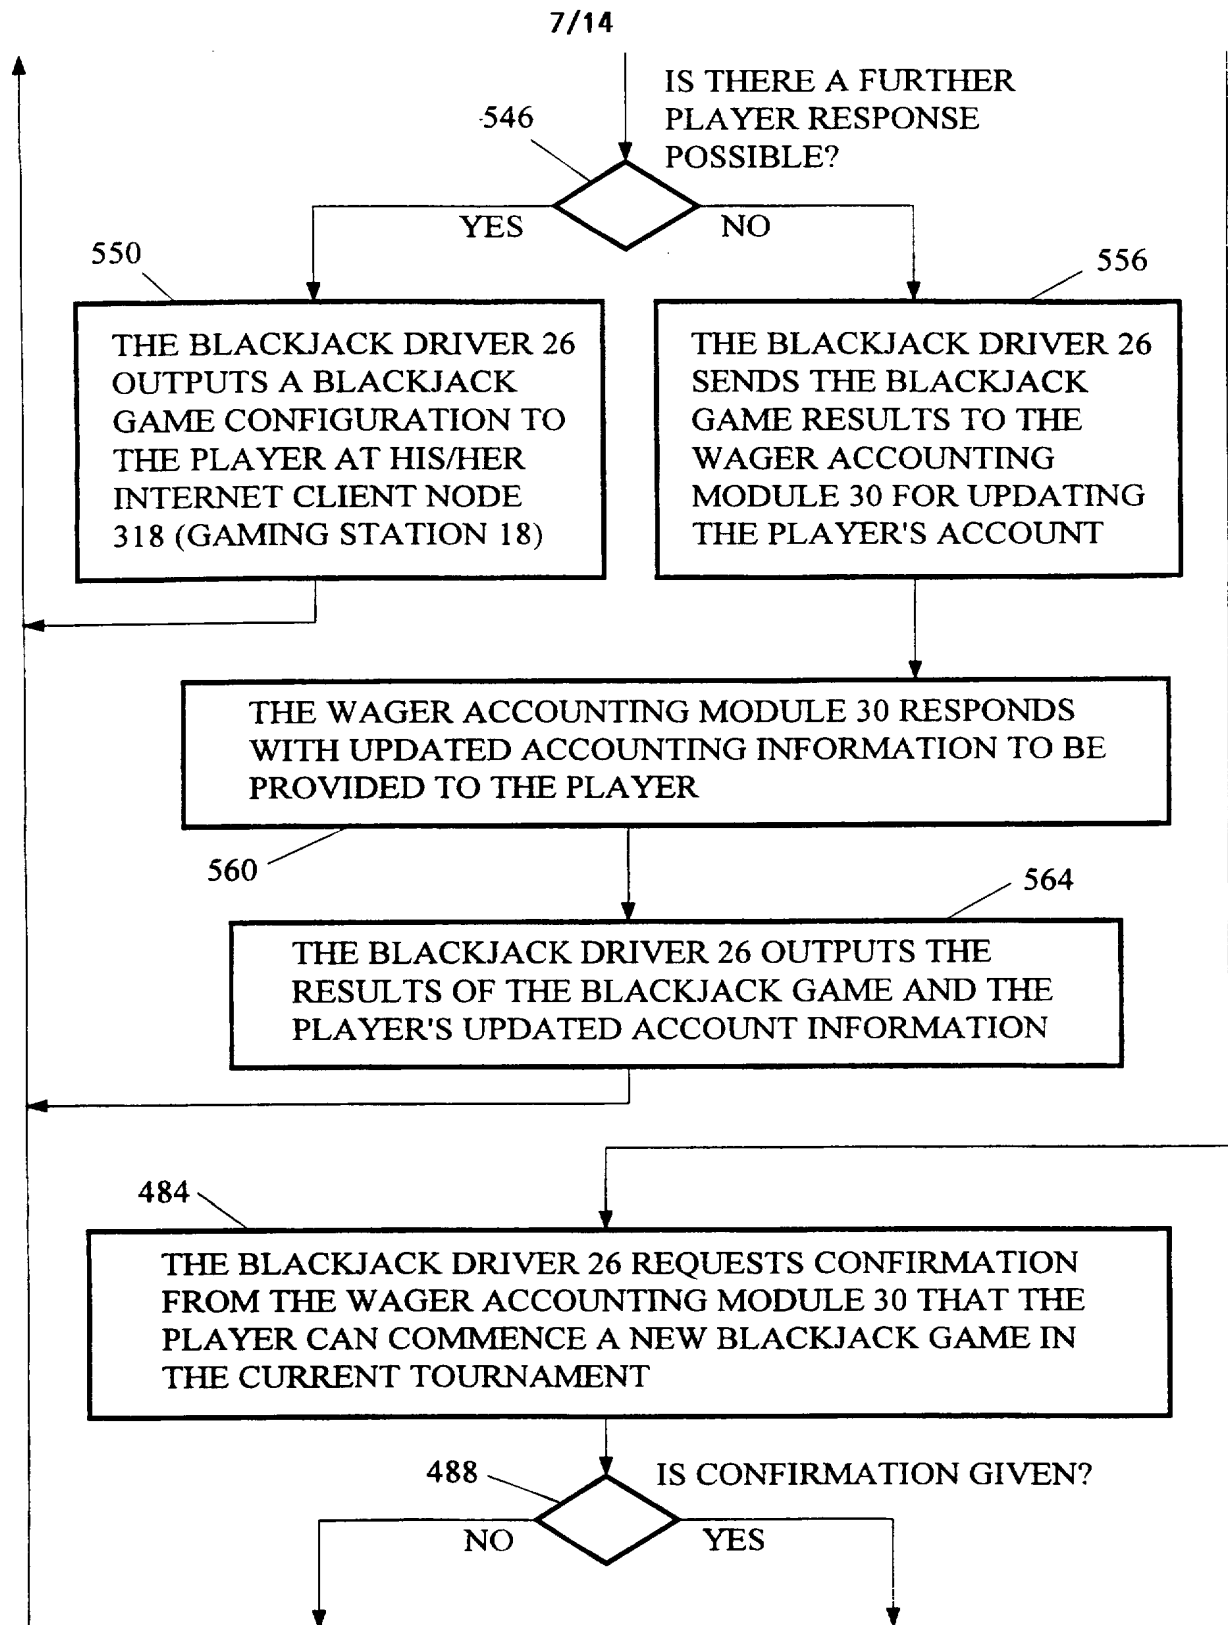 7/14
IS THERE A FURTHER
PLAYER RESPONSE
POSSIBLE?
546
YES
NO
550
556
THE BLACKJACK DRIVER 26
OUTPUTS A BLACKJACK
GAME CONFIGURATION TO
THE PLAYER AT HIS/HER
INTERNET CLIENT NODE
318 (GAMING STATION 18)
THE BLACKJACK DRIVER 26
SENDS THE BLACKJACK
GAME RESULTS TO THE
WAGER ACCOUNTING
MODULE 30 FOR UPDATING
THE PLAYER'S ACCOUNT
THE WAGER ACCOUNTING MODULE 30 RESPONDS
WITH UPDATED ACCOUNTING INFORMATION TO BE
PROVIDED TO THE PLAYER
560
564
THE BLACKJACK DRIVER 26 OUTPUTS THE
RESULTS OF THE BLACKJACK GAME AND THE
PLAYER'S UPDATED ACCOUNT INFORMATION
484
THE BLACKJACK DRIVER 26 REQUESTS CONFIRMATION
FROM THE WAGER ACCOUNTING MODULE 30 THAT THE
PLAYER CAN COMMENCE A NEW BLACKJACK GAME IN
THE CURRENT TOURNAMENT
488
IS CONFIRMATION GIVEN?
NO
YES